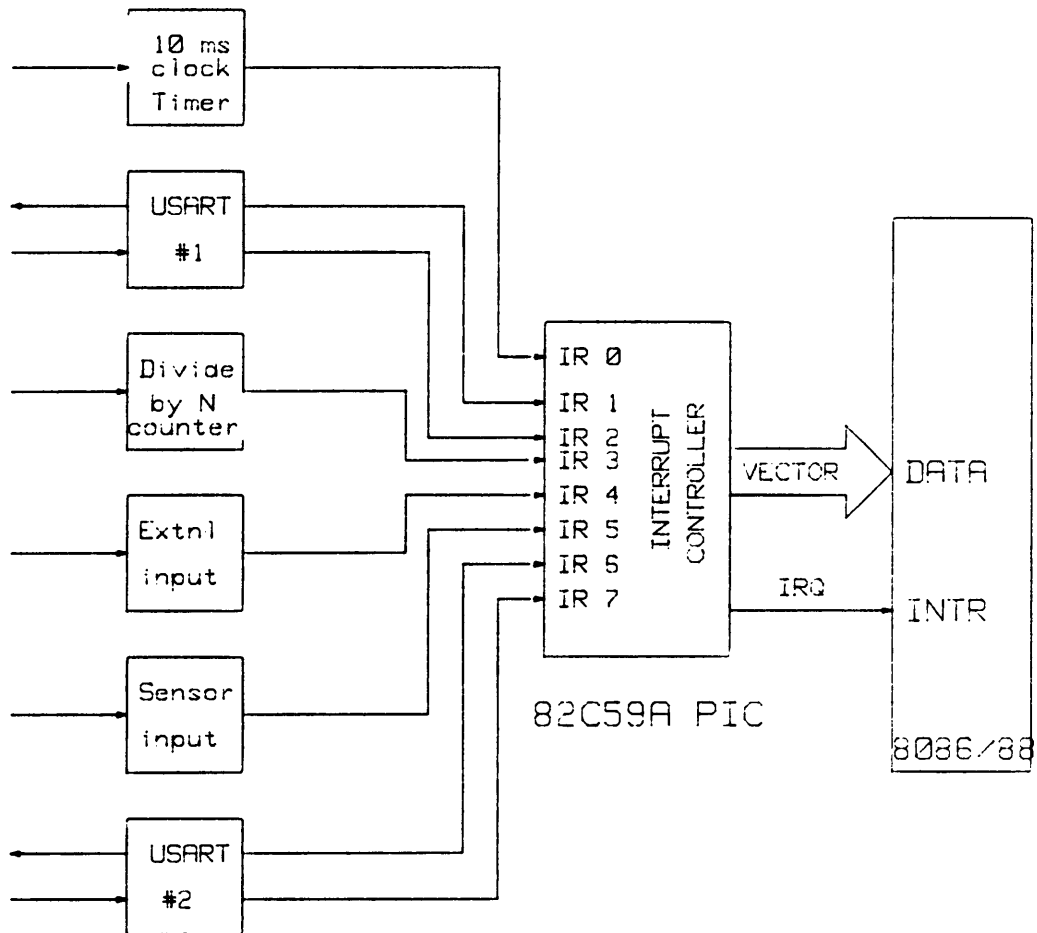 10 ms
clock
Timer
USART
#1
Divide
by N
counter
Extnl
input
Sensor
input
USART
#2
IR 0
IR 1
IR 2
IR 3
IR 4
IR 5
IR 6
IR 7
INTERRUPT
CONTROLLER
82C59A PIC
VECTOR
IRQ
DATA
INTR
8086/88